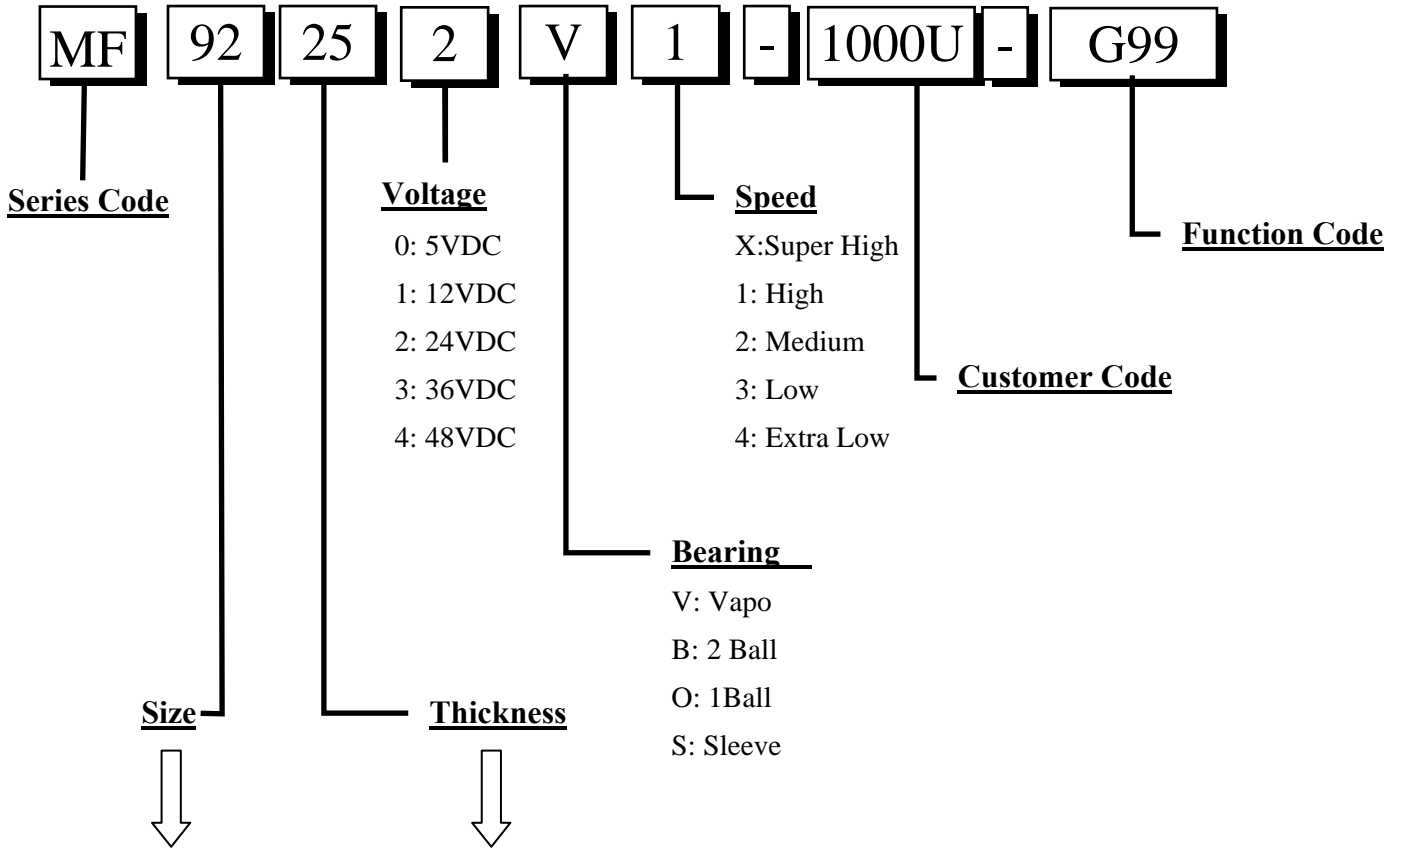 MF 92 25 2 V 1 - 1000U - G99
Series Code
Voltage
0: 5VDC
1: 12VDC
2: 24VDC
3: 36VDC
4: 48VDC
Speed
X:Super High
1: High
2: Medium
3: Low
4: Extra Low
Function Code
Customer Code
Bearing
V: Vapo
B: 2 Ball
O: 1Ball
S: Sleeve
Size
Thickness